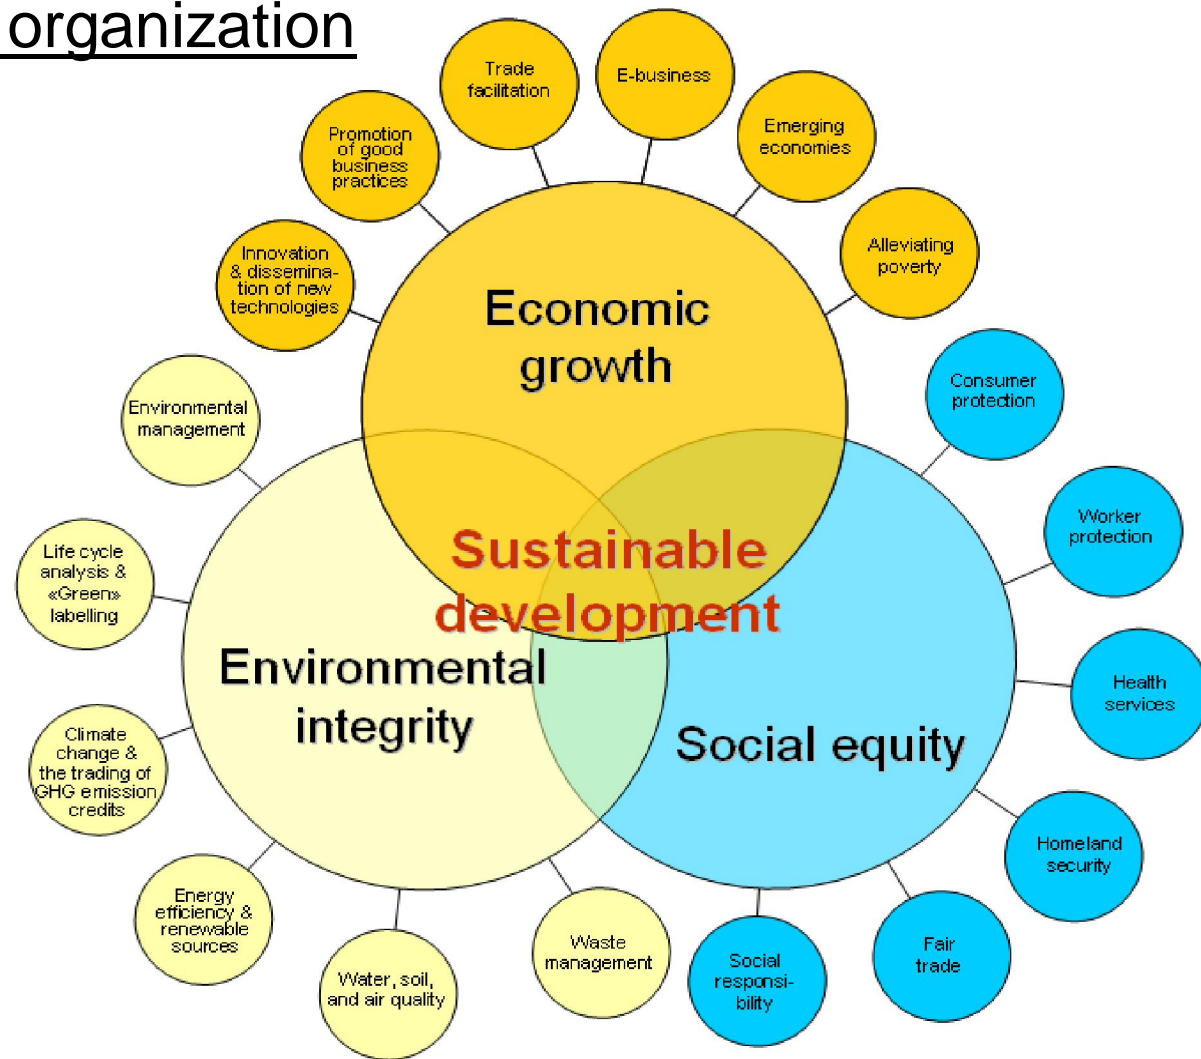 organization
Trade
facilitation
E-business
Emerging
economies
Promotion
of good
business
practices
Alleviating
poverty
Innovation
& dissemina-
tion of new
technologies
Economic
growth
Consumer
protection
Environmental
management
Worker
protection
Life cycle
analysis &
«Green»
labelling
Sustainable
development
Environmental
integrity
Social equity
Health
services
Climate
change &
the trading of
GHG emission
credits
Homeland
security
Energy
efficiency &
renewable
sources
Water, soil,
and air quality
Waste
management
Social
responsi-
bility
Fair
trade